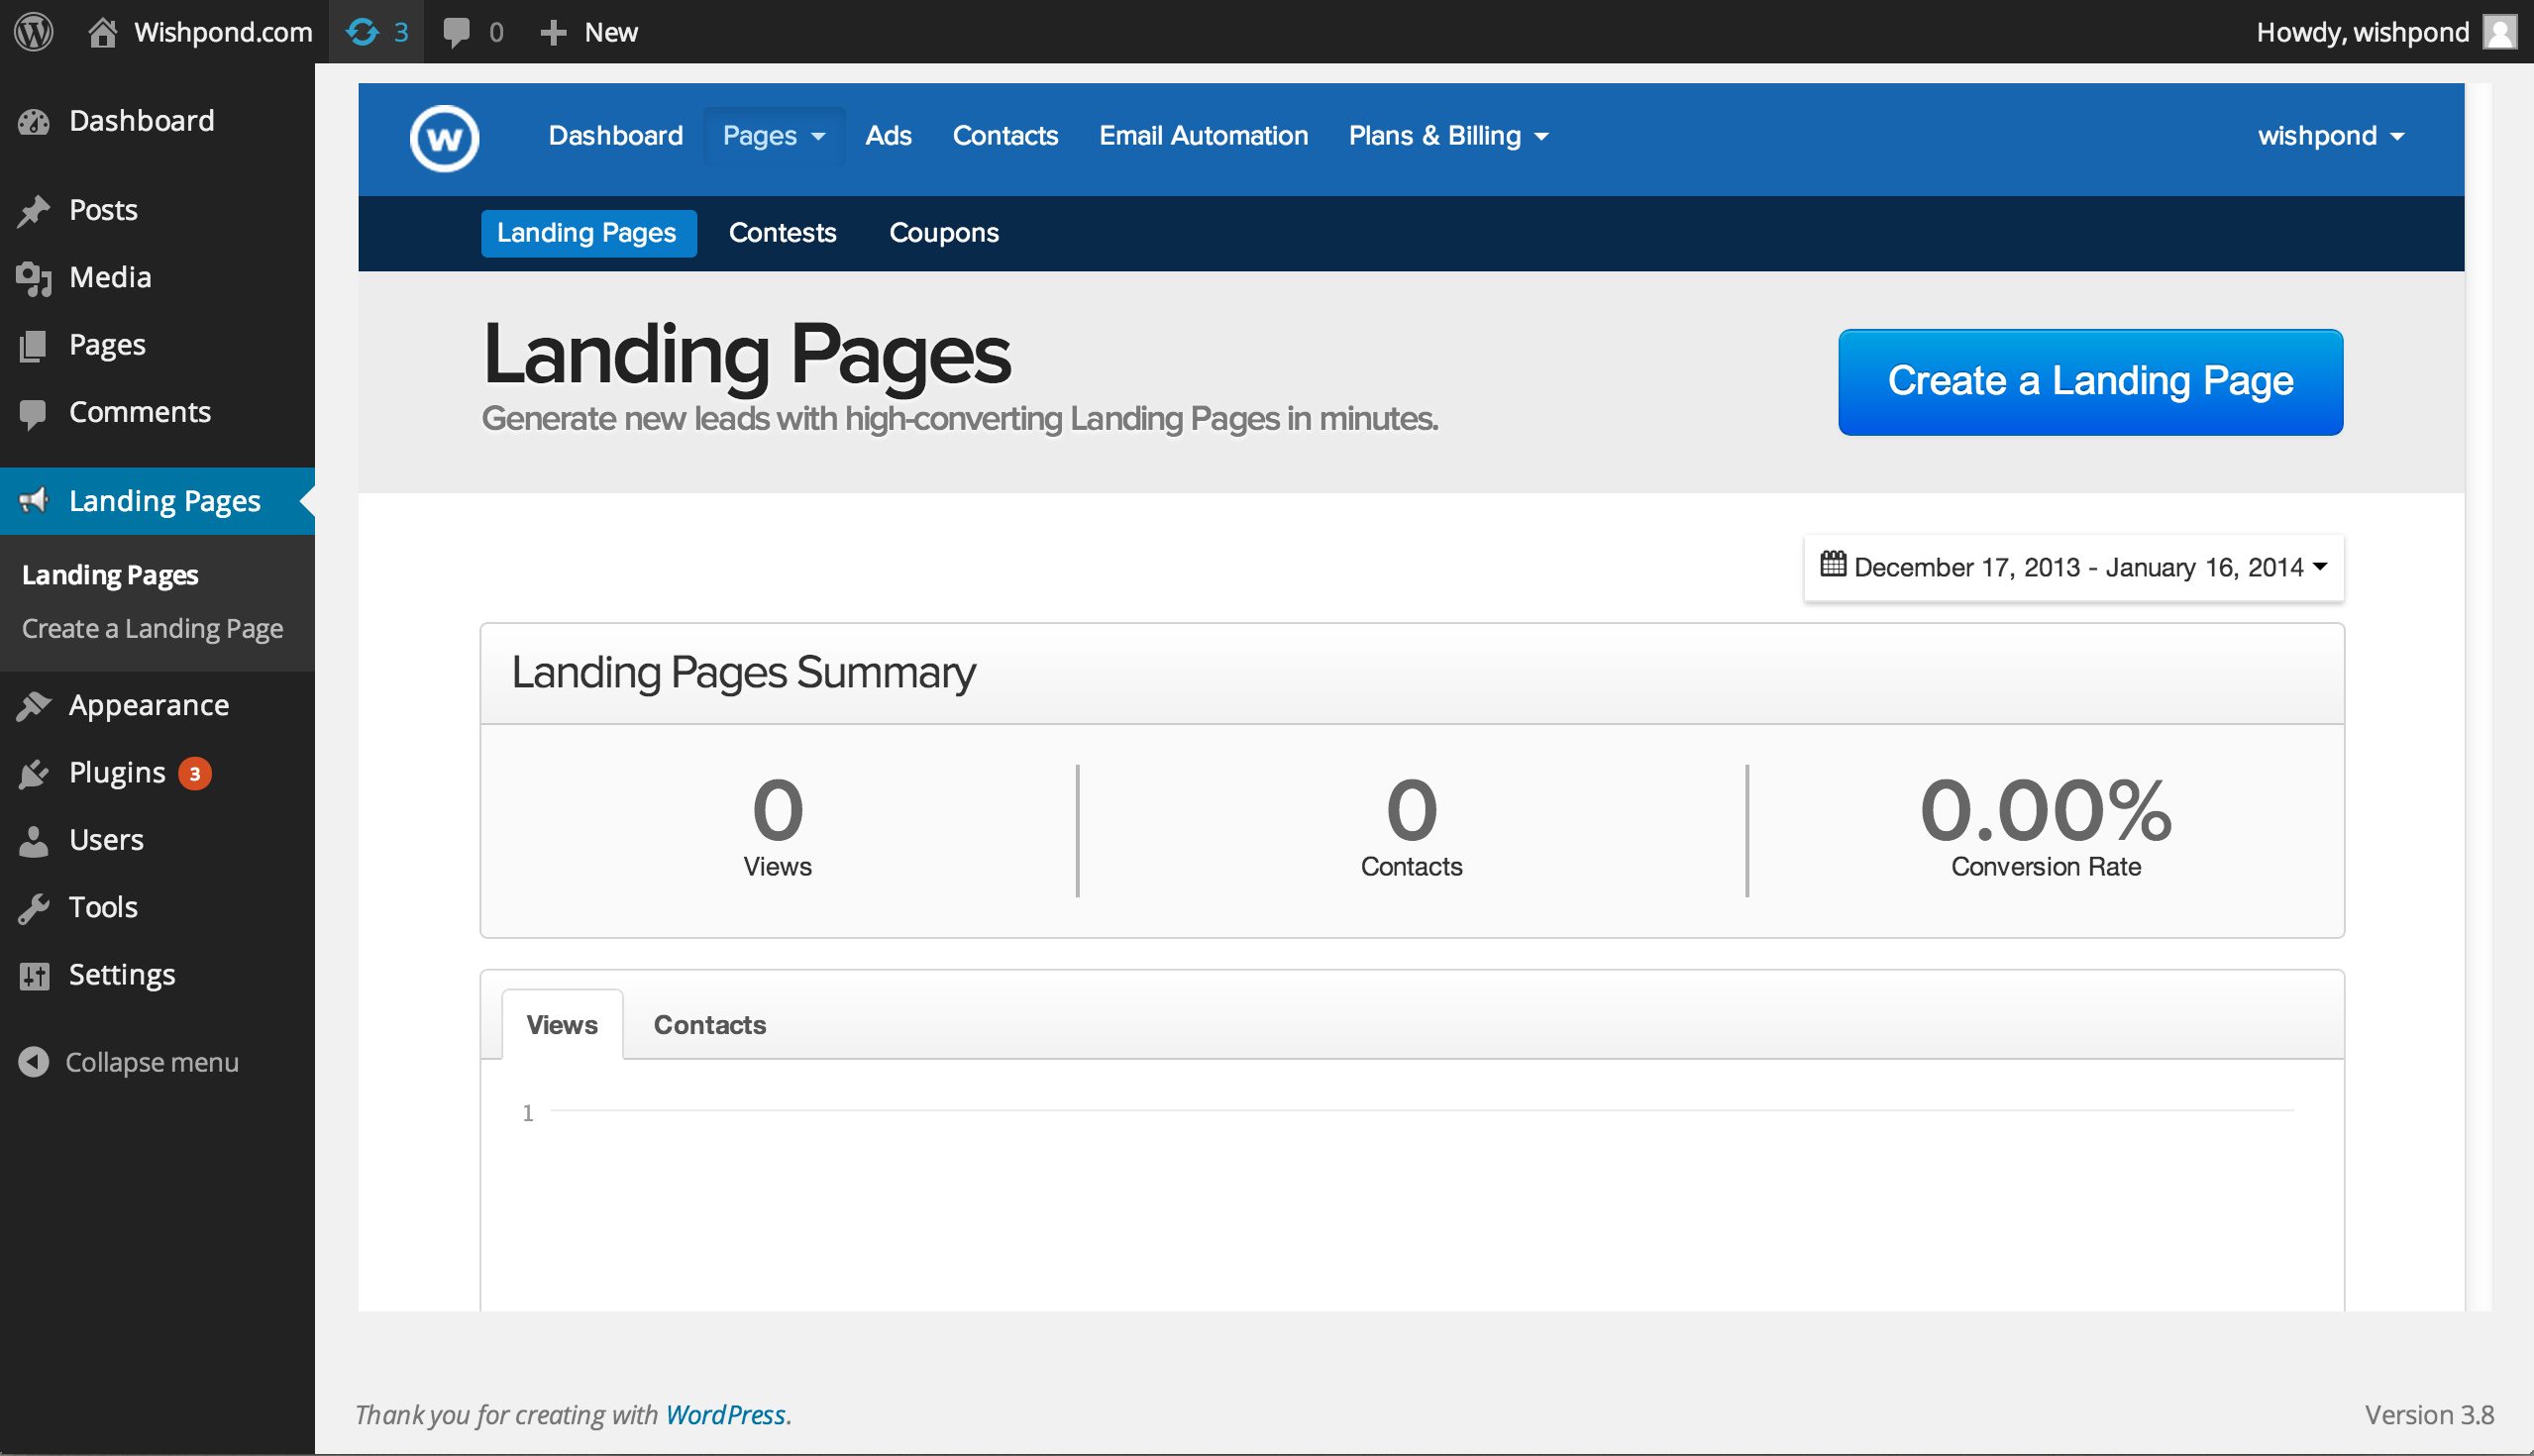 Wishpond.com 3 0 New Howdy, wishpond
Dashboard
Posts
Media
Pages
Comments
Landing Pages
Landing Pages
Create a Landing Page
Appearance
Plugins 3
Users
Tools
Settings
Collapse menu
W Dashboard Pages Ads Contacts Email Automation Plans & Billing wishpond
Landing Pages Contests Coupons
Landing Pages
Generate new leads with high-converting Landing Pages in minutes.
Create a Landing Page
December 17, 2013 - January 16, 2014
Landing Pages Summary
0 0 0.00%
Views Contacts Conversion Rate
Views Contacts
1
Thank you for creating with WordPress. Version 3.8